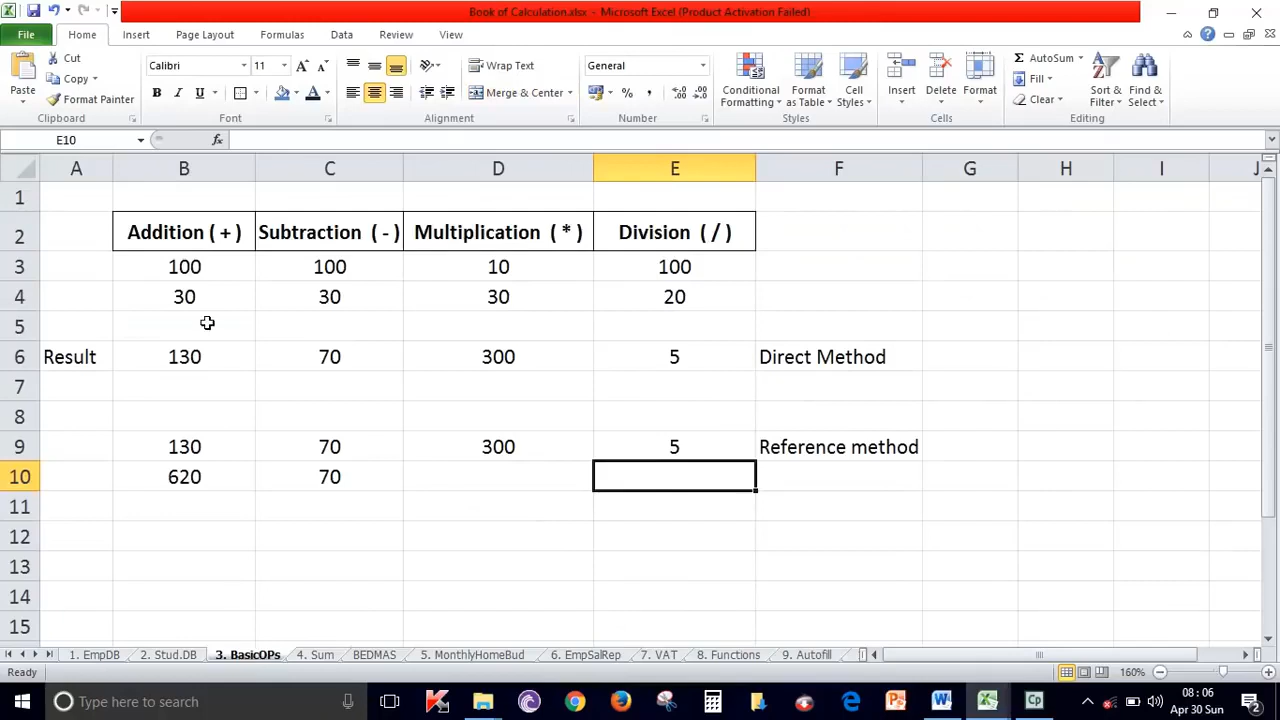 Book of Calculation.xlsx - Microsoft Excel (Product Activation Failed)
File Home Insert Page Layout Formulas Data Formulas Review View
Cut
Copy
Format Painter
Paste
Clipboard
Calibri 11
B I U
Font
Wrap Text
Merge & Center
Alignment
General
%
Number
Conditional Formatting
Format as Table
Cell Styles
Styles
Insert
Delete
Format
Cells
AutoSum
Fill
Clear
Sort & Filter
Find & Select
Editing
E10 fx
A B C D E F G H I J
1
2 Addition ( + ) Subtraction ( - ) Multiplication ( * ) Division ( / )
3 100 100 10 100
4 30 30 30 20
5
6 Result 130 70 300 5 Direct Method
7
8
9 130 70 300 5 Reference method
10 620 70
11
12
13
14
15
1. EmpDB 2. Stud.DB 3. BasicOPs 4. Sum BEDMAS 5. MonthlyHomeBud 6. EmpSalRep 7. VAT 8. Functions 9. Autofill
Ready 160%
Type here to search
08 : 06
Apr 30 Sun